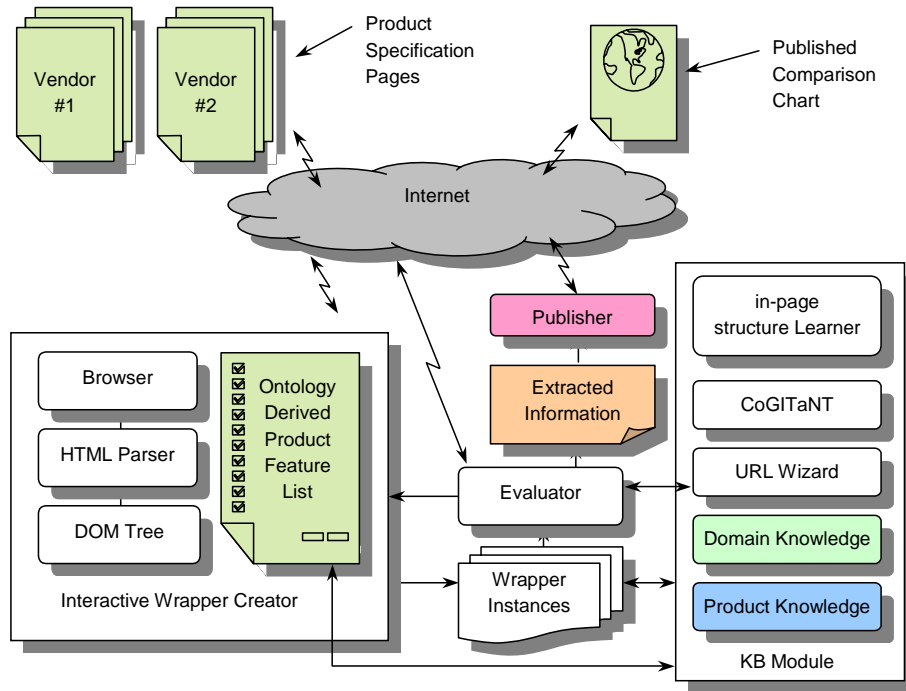 Vendor
#1
Vendor
#2
Product
Specification
Pages
Published
Comparison
Chart
Internet
Publisher
Extracted
Information
Evaluator
Wrapper
Instances
Browser
HTML Parser
DOM Tree
Ontology
Derived
Product
Feature
List
Interactive Wrapper Creator
in-page
structure Learner
CoGITaNT
URL Wizard
Domain Knowledge
Product Knowledge
KB Module